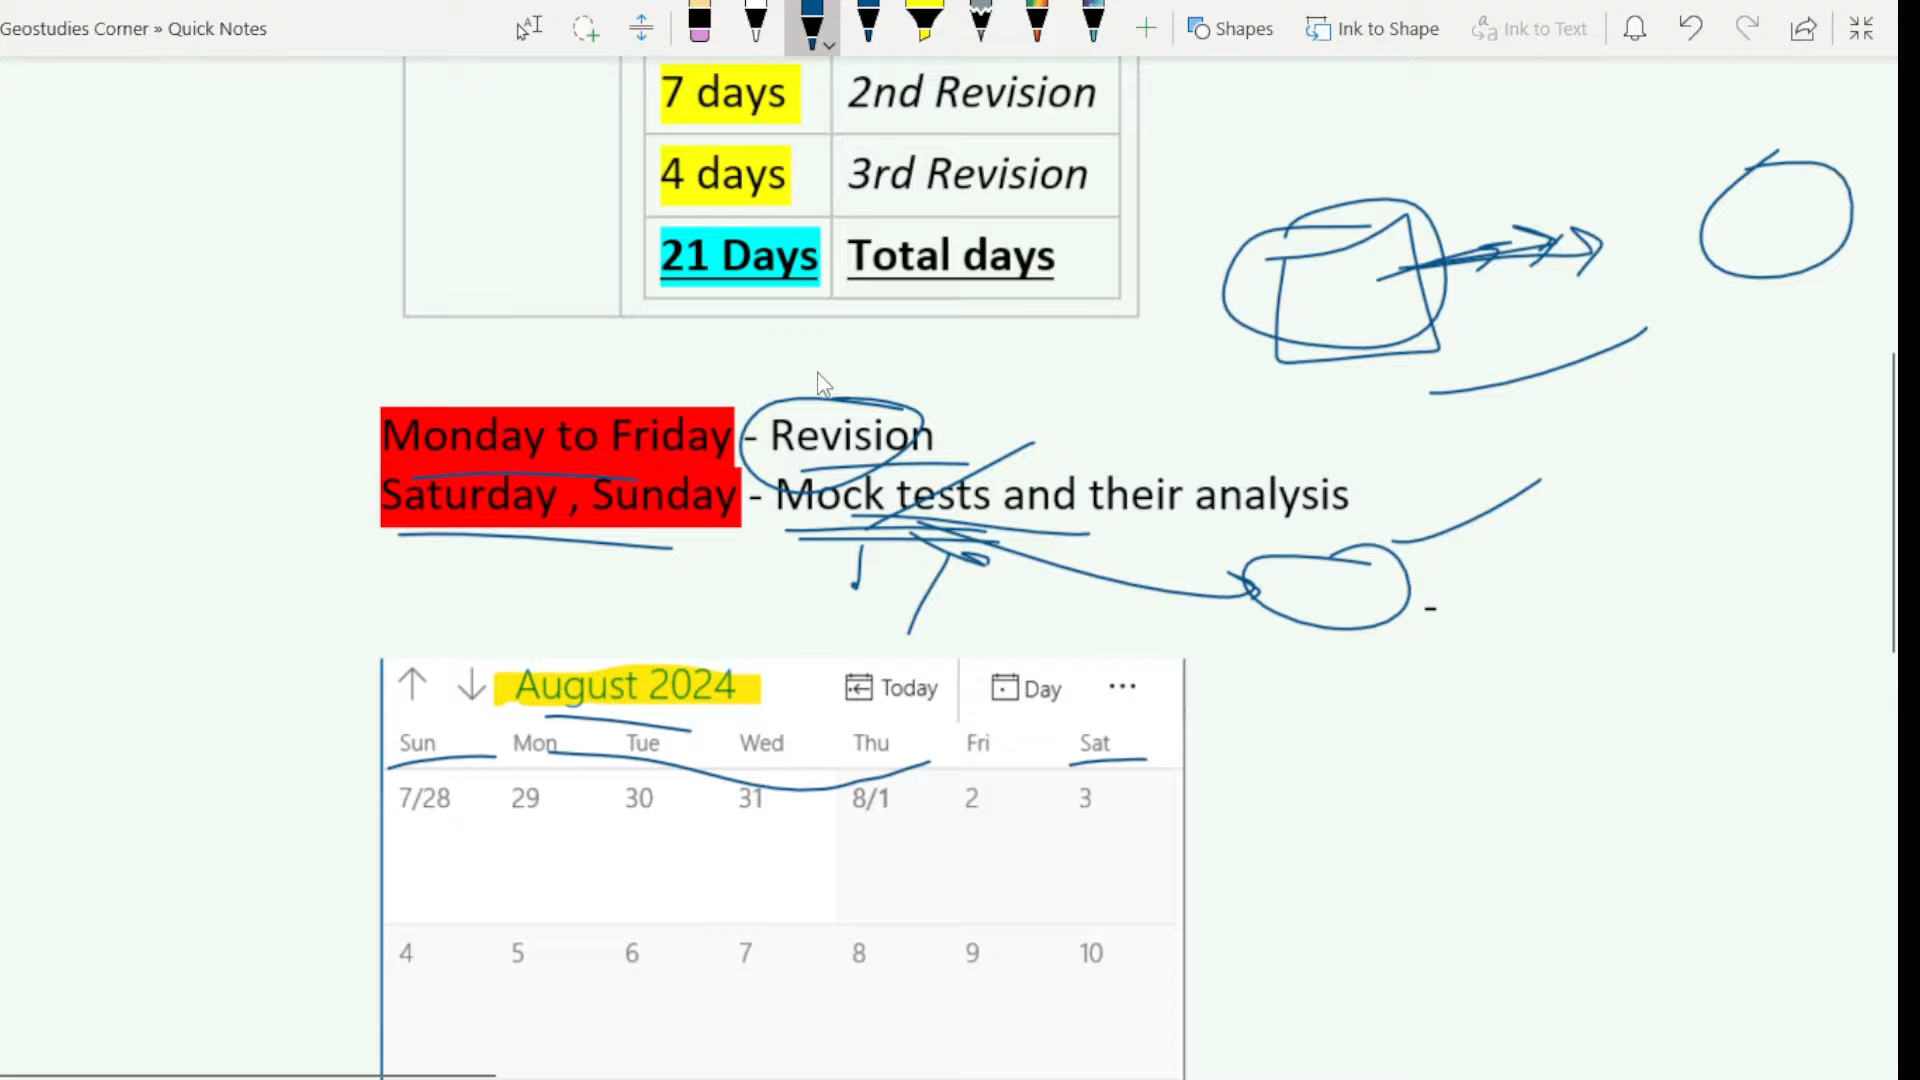 Geostudies Corner » Quick Notes
Shapes
Ink to Shape
Ink to Text
7 days 2nd Revision
4 days 3rd Revision
21 Days Total days
Monday to Friday - Revision
Saturday , Sunday - Mock tests and their analysis
-
August 2024 Today Day ...
Sun Mon Tue Wed Thu Fri Sat
7/28 29 30 31 8/1 2 3
4 5 6 7 8 9 10